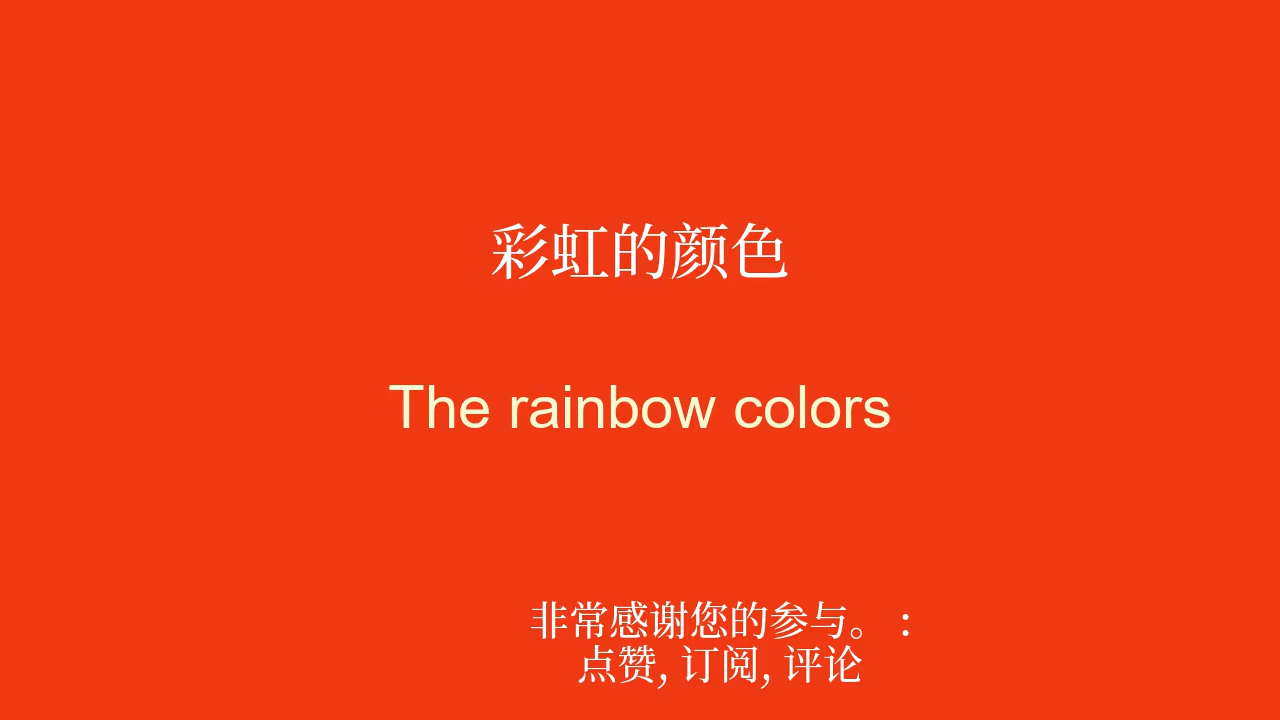 彩虹的颜色
The rainbow colors
非常感谢您的参与。 :
点赞, 订阅, 评论